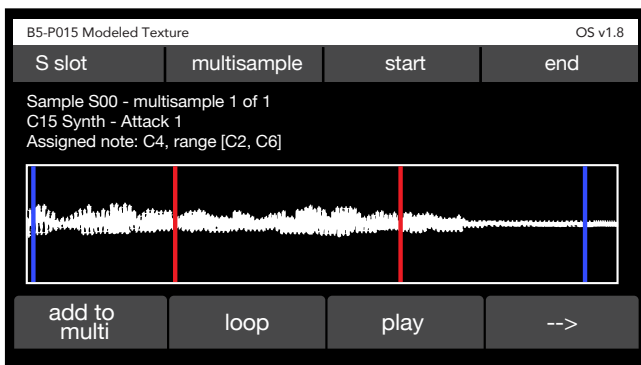 B5-P015 Modeled Texture OS v1.8
S slot multisample start end
Sample S00 - multisample 1 of 1
C15 Synth - Attack 1
Assigned note: C4, range [C2, C6]
add to
multi
loop play -->